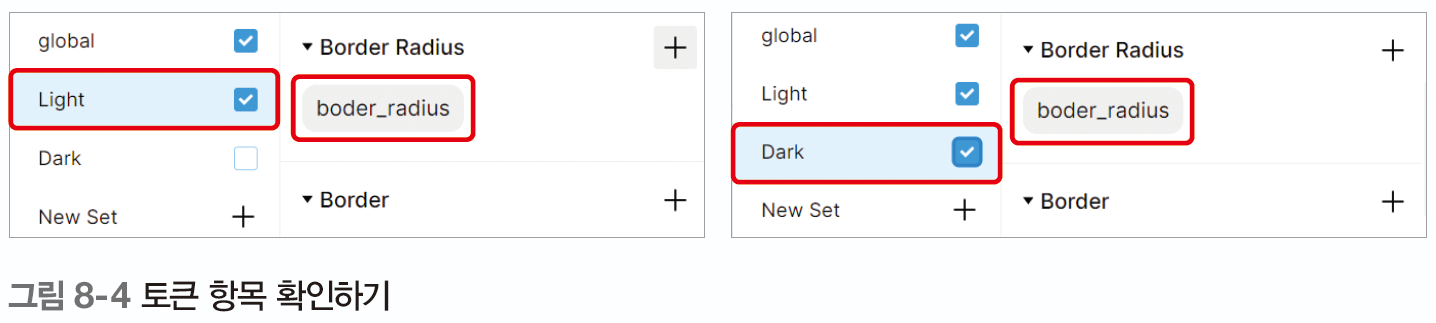 global
Light
Dark
New Set
Border Radius
boder_radius
Border
global
Light
Dark
New Set
Border Radius
boder_radius
Border
그림 8-4 토큰 항목 확인하기